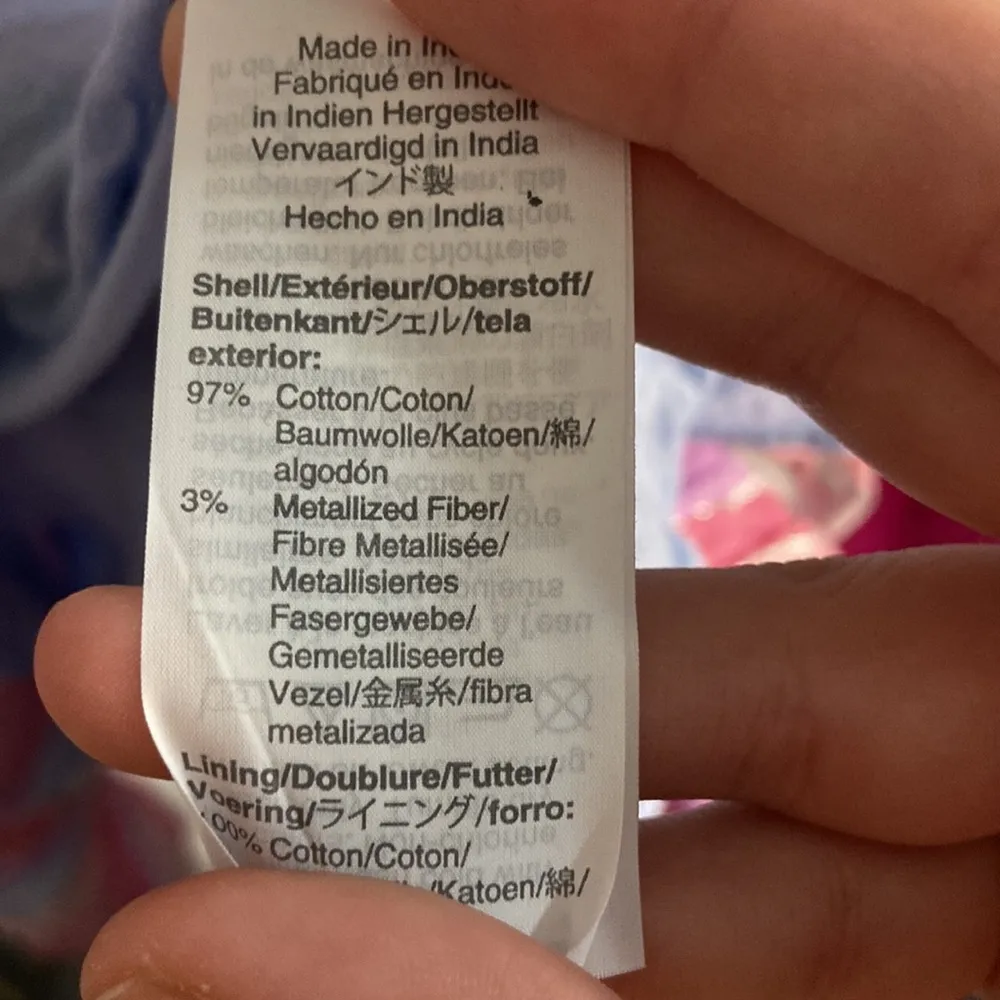 Made in
Fabriqué en
in Indien Hergestellt
Vervaardigd in India
インド製
Hecho en India
Shell/Extérieur/Oberstoff/
Buitenkant/シェル/tela
exterior:
97% Cotton/Coton/
Baumwolle/Katoen/綿/
algodón
3% Metallized Fiber/
Fibre Metallisée/
Metallisiertes
Fasergewebe/
Gemetalliseerde
Vezel/金属糸/fibra
metalizada
Lining/Doublure/Futter/
Voering/ライニング/forro:
00% Cotton/Coton/
/Katoen/綿/